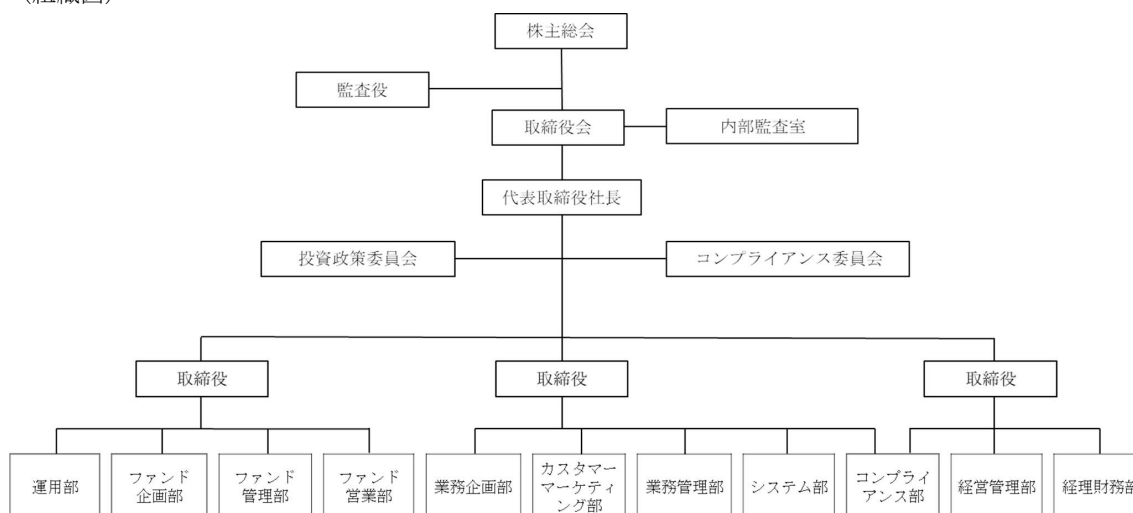 (組織図)
株主総会
監査役
取締役会
内部監査室
代表取締役社長
投資政策委員会
コンプライアンス委員会
取締役
取締役
取締役
運用部
ファンド
企画部
ファンド
管理部
ファンド
営業部
業務企画部
カスタマー
マーケティ
ング部
業務管理部
システム部
コンプライ
アンス部
経営管理部
経理財務部